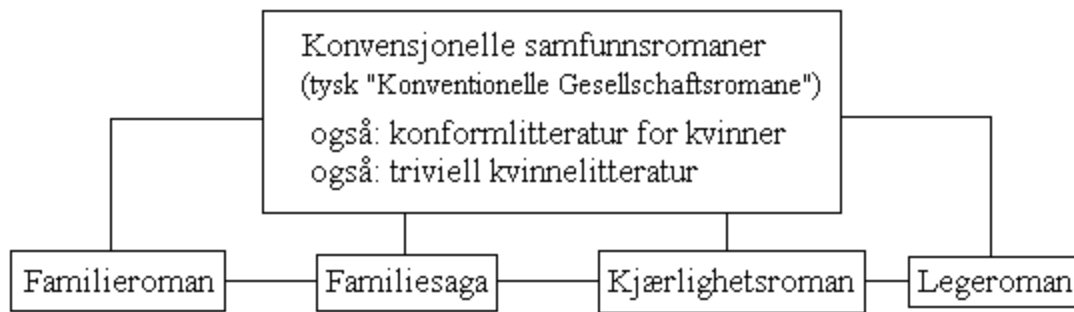 Konvensjonelle samfunnsromaner
(tysk "Konventionelle Gesellschaftsromane")
også: konformlitteratur for kvinner
også: triviell kvinnelitteratur
Familieroman
Familiesaga
Kjærlighetsroman
Legeroman